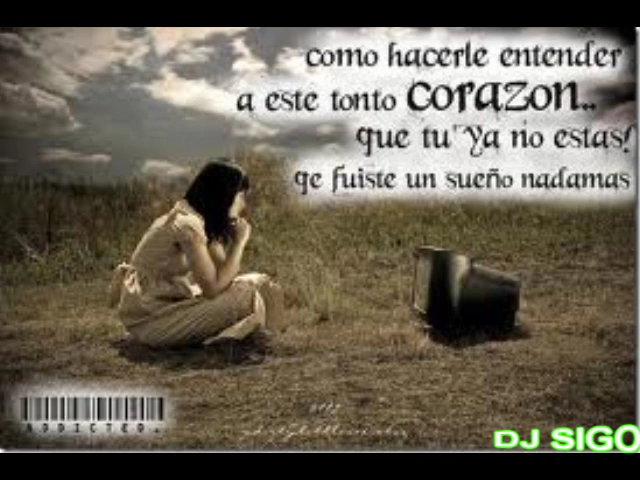 como hacerle entender
a este tonto corazon..
que tu ya no estas!
qe fuiste un sueño nadamas
ADDICTED.
DJ SIGO